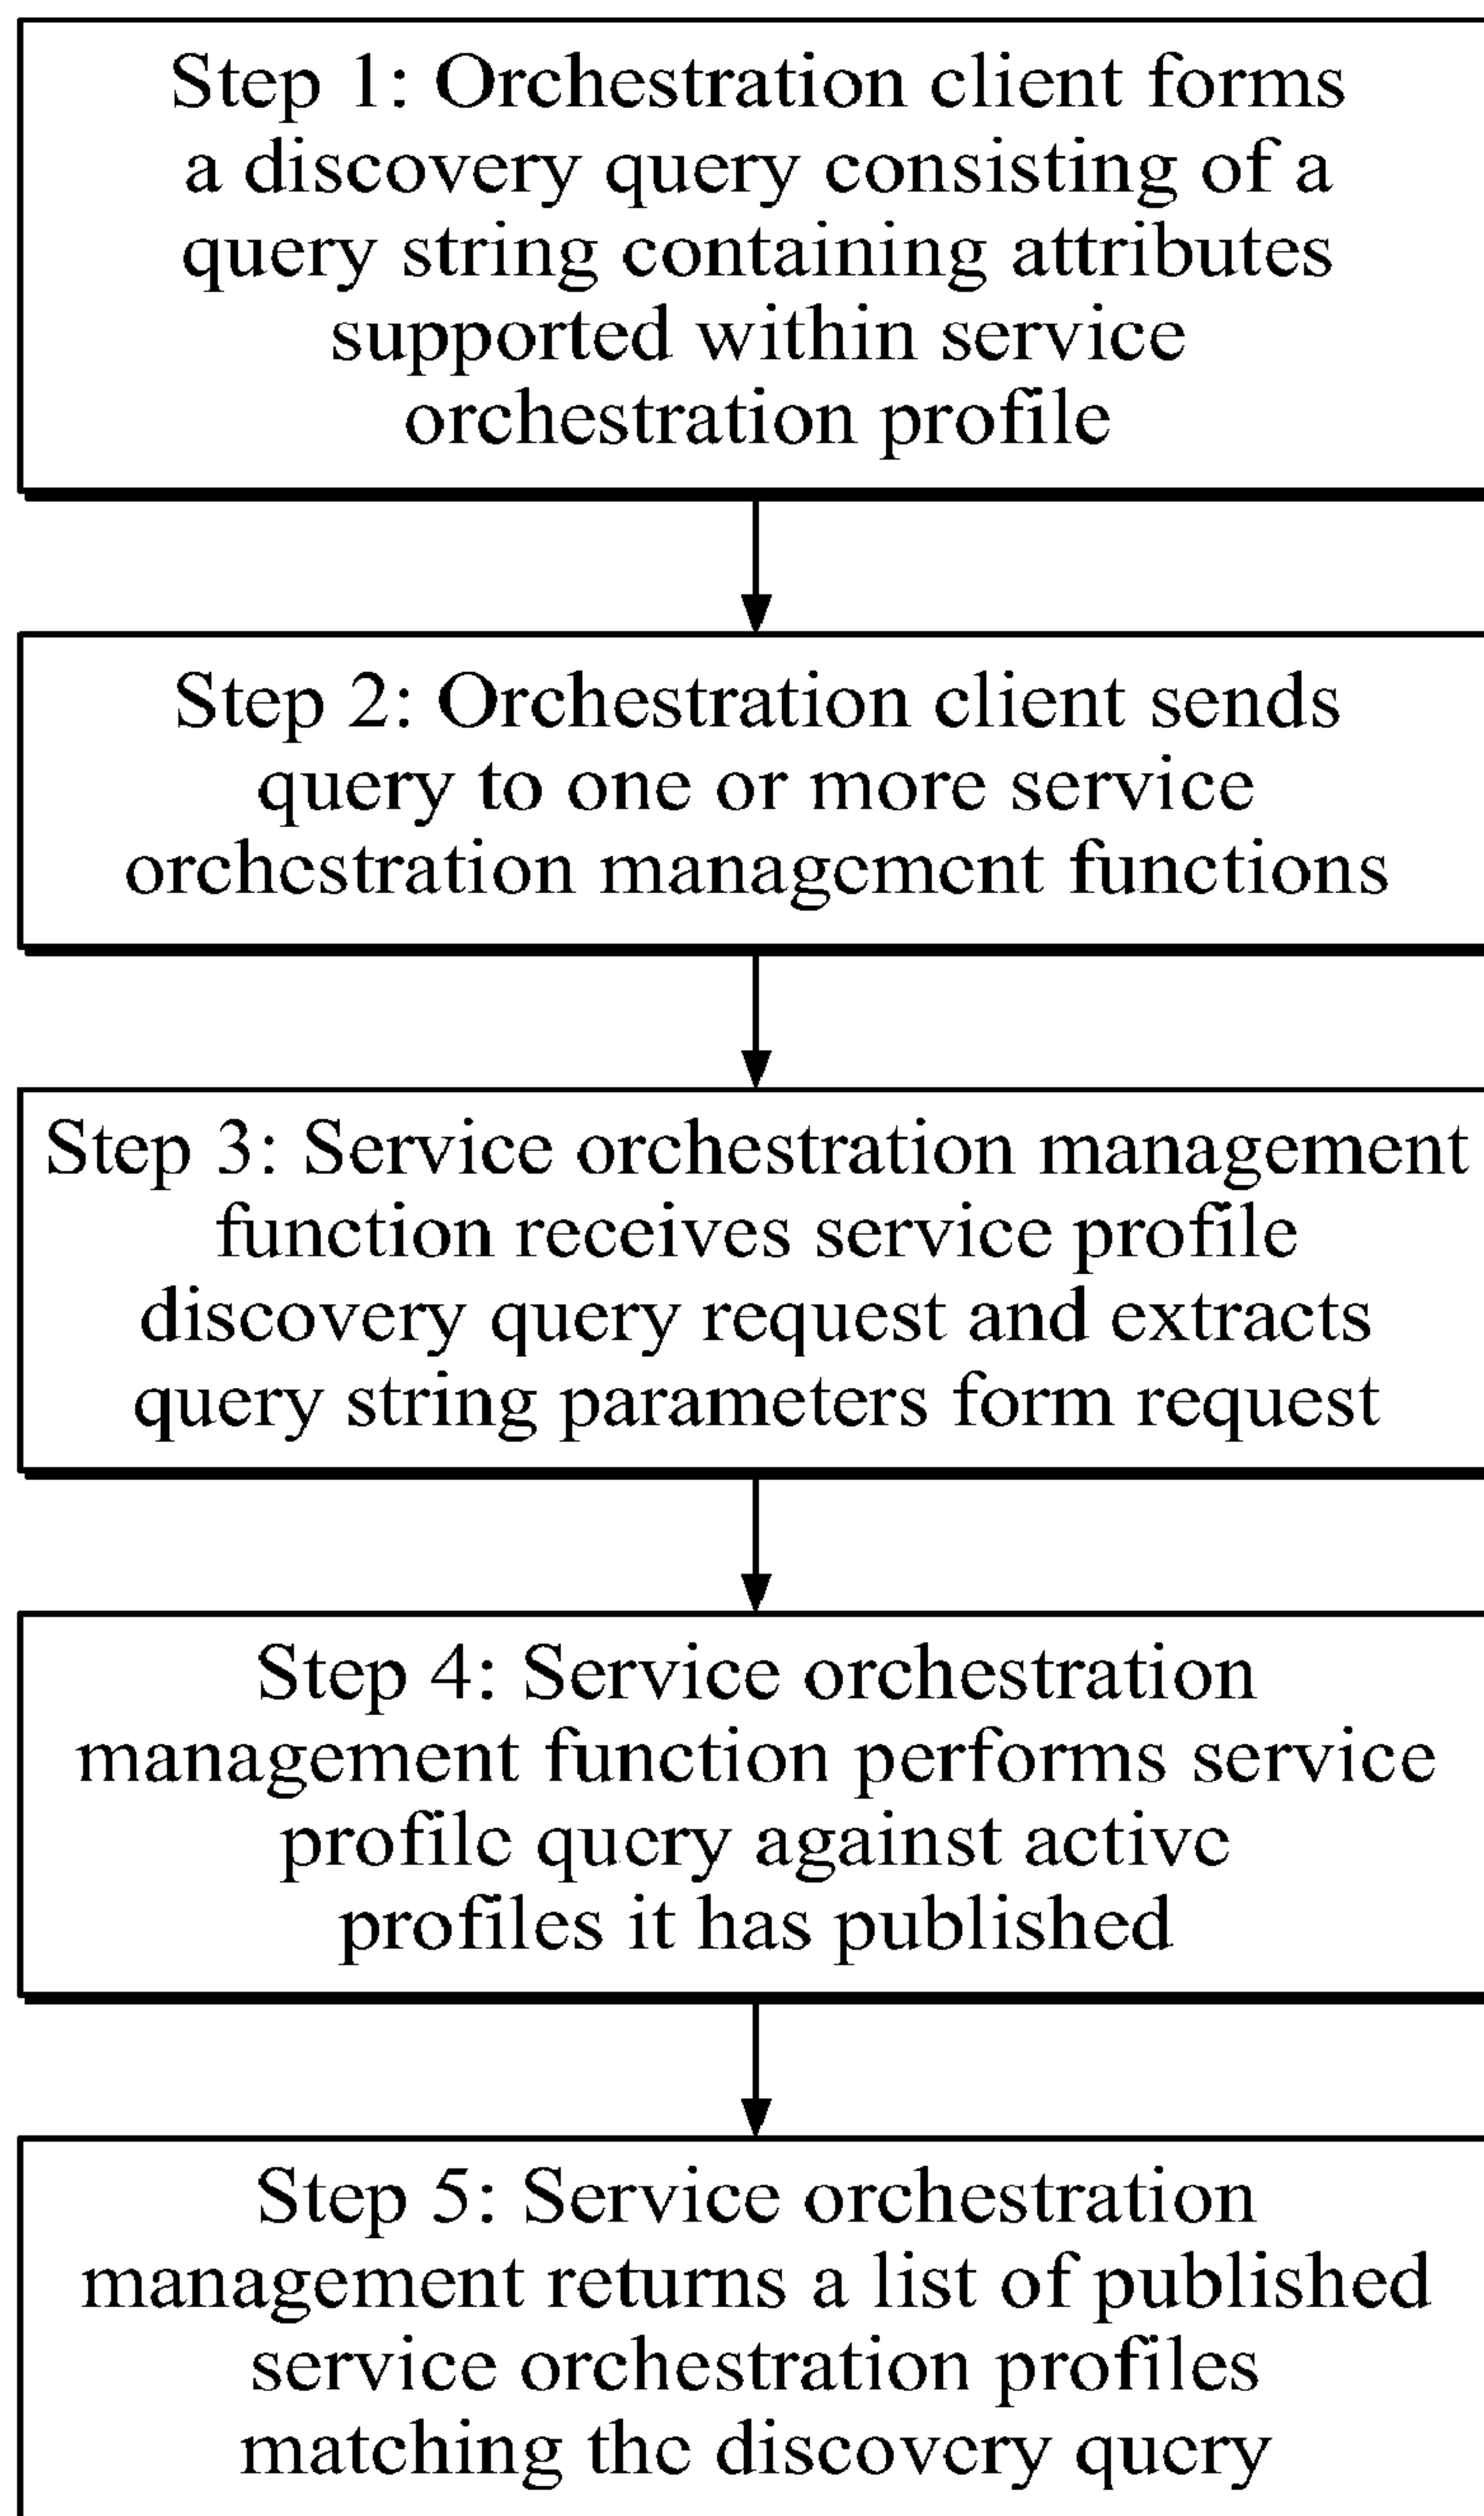 Step 1: Orchestration client forms
a discovery query consisting of a
query string containing attributes
supported within service
orchestration profile
Step 2: Orchestration client sends
query to one or more service
orchestration management functions
Step 3: Service orchestration management
function receives service profile
discovery query request and extracts
query string parameters form request
Step 4: Service orchestration
management function performs service
profile query against active
profiles it has published
Step 5: Service orchestration
management returns a list of published
service orchestration profiles
matching the discovery query